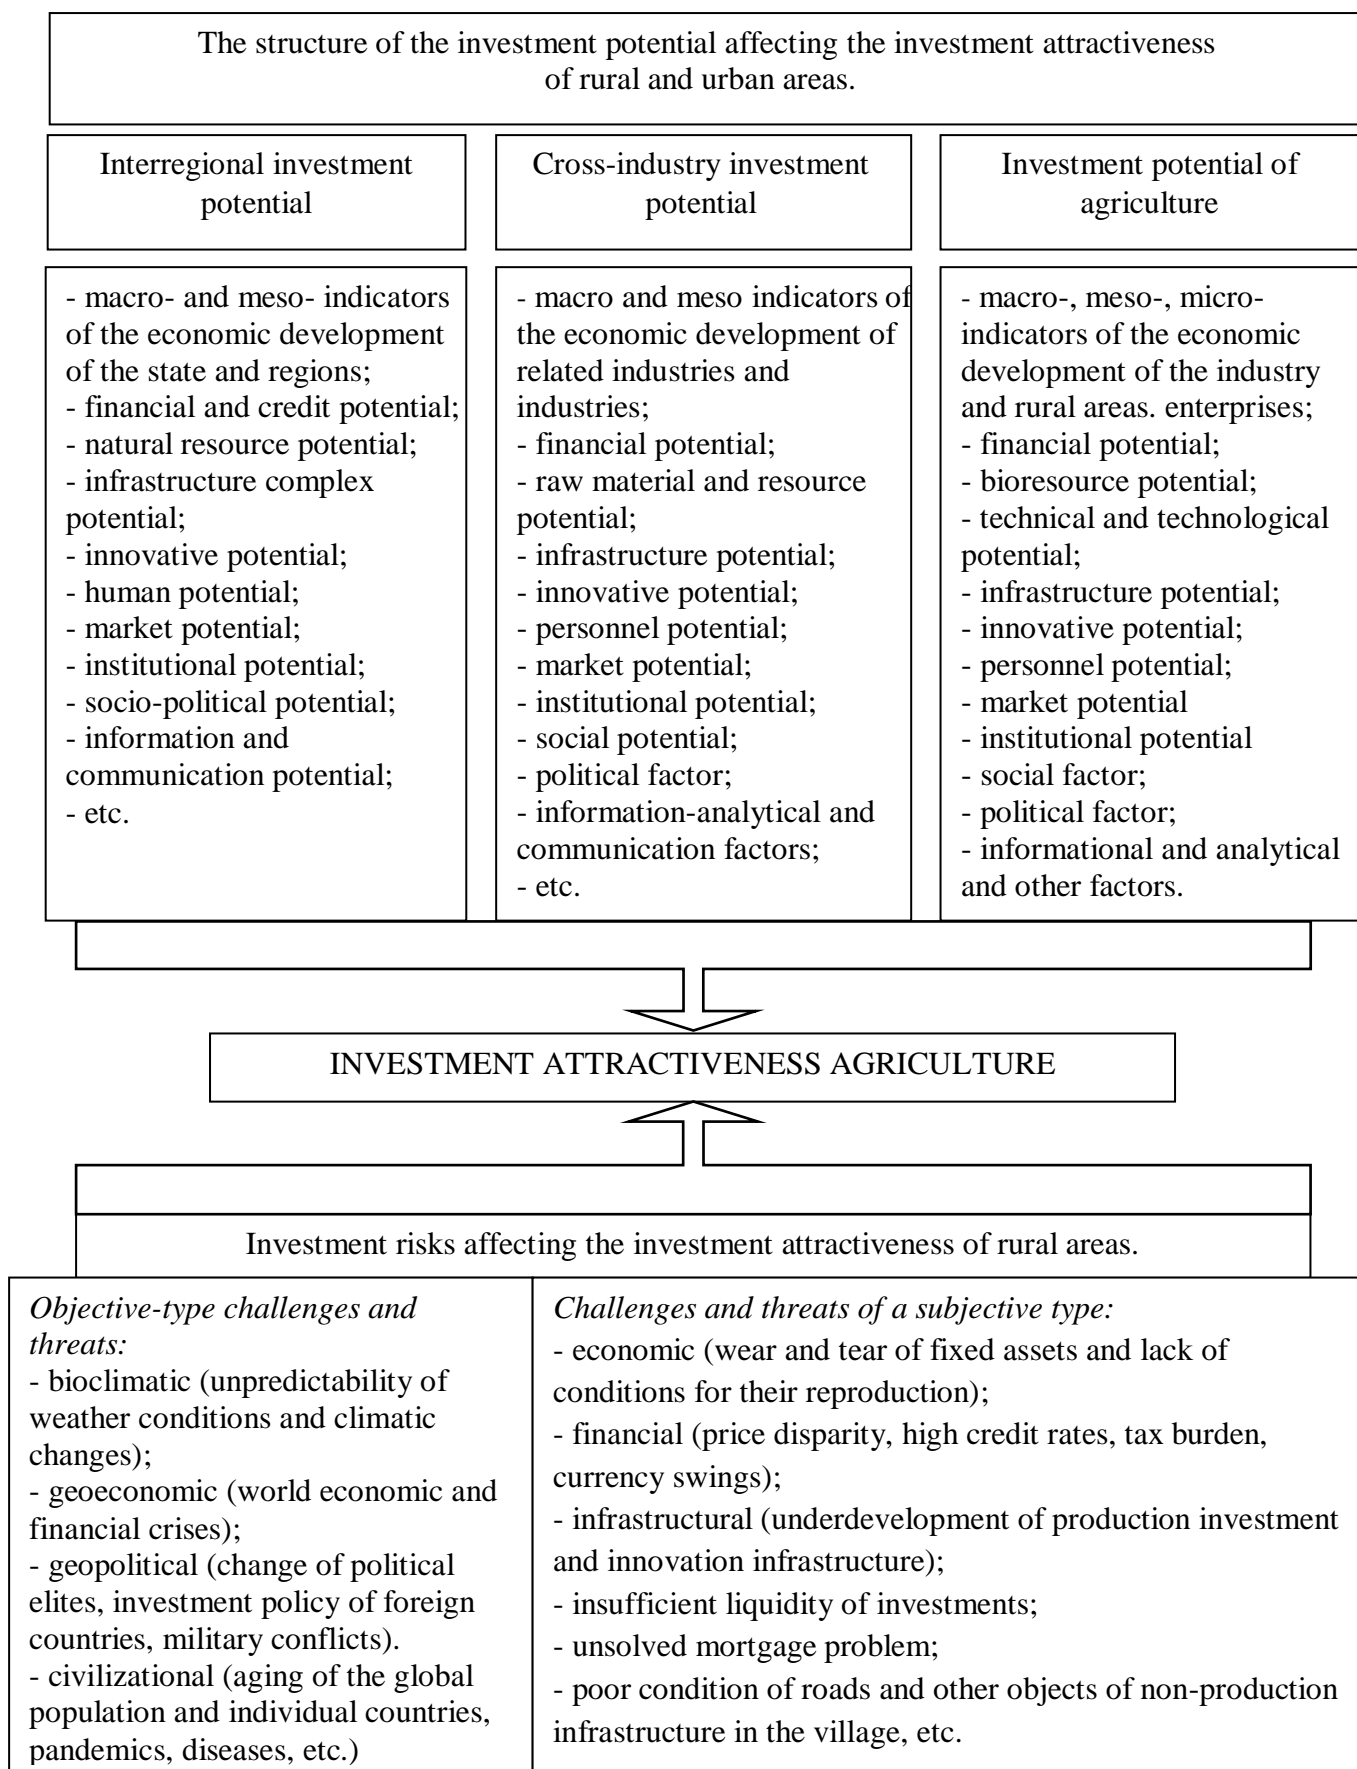 The structure of the investment potential affecting the investment attractiveness
of rural and urban areas.
Interregional investment
potential
Cross-industry investment
potential
Investment potential of
agriculture
- macro- and meso- indicators
of the economic development
of the state and regions;
- financial and credit potential;
- natural resource potential;
- infrastructure complex
potential;
- innovative potential;
- human potential;
- market potential;
- institutional potential;
- socio-political potential;
- information and
communication potential;
- etc.
- macro and meso indicators of
the economic development of
related industries and
industries;
- financial potential;
- raw material and resource
potential;
- infrastructure potential;
- innovative potential;
- personnel potential;
- market potential;
- institutional potential;
- social potential;
- political factor;
- information-analytical and
communication factors;
- etc.
- macro-, meso-, micro-
indicators of the economic
development of the industry
and rural areas. enterprises;
- financial potential;
- bioresource potential;
- technical and technological
potential;
- infrastructure potential;
- innovative potential;
- personnel potential;
- market potential
- institutional potential
- social factor;
- political factor;
- informational and analytical
and other factors.
INVESTMENT ATTRACTIVENESS AGRICULTURE
Investment risks affecting the investment attractiveness of rural areas.
Objective-type challenges and
threats:
- bioclimatic (unpredictability of
weather conditions and climatic
changes);
- geoeconomic (world economic and
financial crises);
- geopolitical (change of political
elites, investment policy of foreign
countries, military conflicts).
- civilizational (aging of the global
population and individual countries,
pandemics, diseases, etc.)
Challenges and threats of a subjective type:
- economic (wear and tear of fixed assets and lack of
conditions for their reproduction);
- financial (price disparity, high credit rates, tax burden,
currency swings);
- infrastructural (underdevelopment of production investment
and innovation infrastructure);
- insufficient liquidity of investments;
- unsolved mortgage problem;
- poor condition of roads and other objects of non-production
infrastructure in the village, etc.